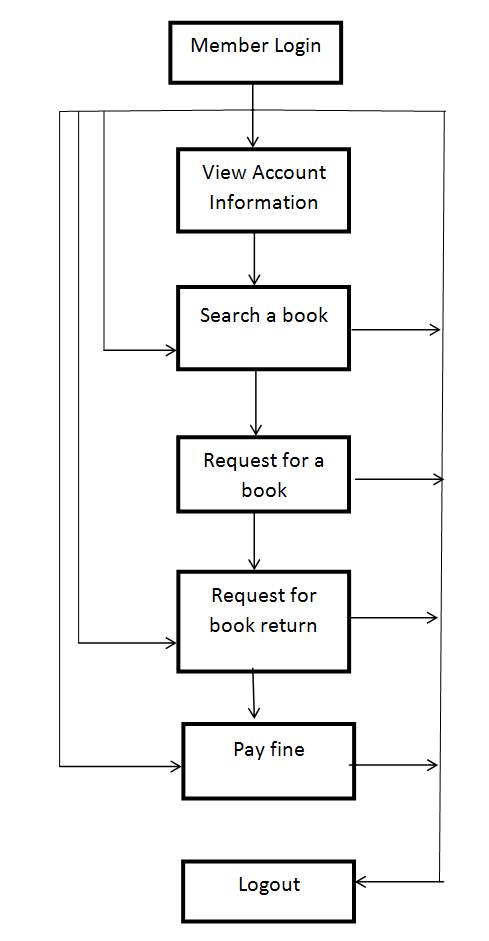 Member Login
View Account
Information
Search a book
Request for a
book
Request for
book return
Pay fine
Logout